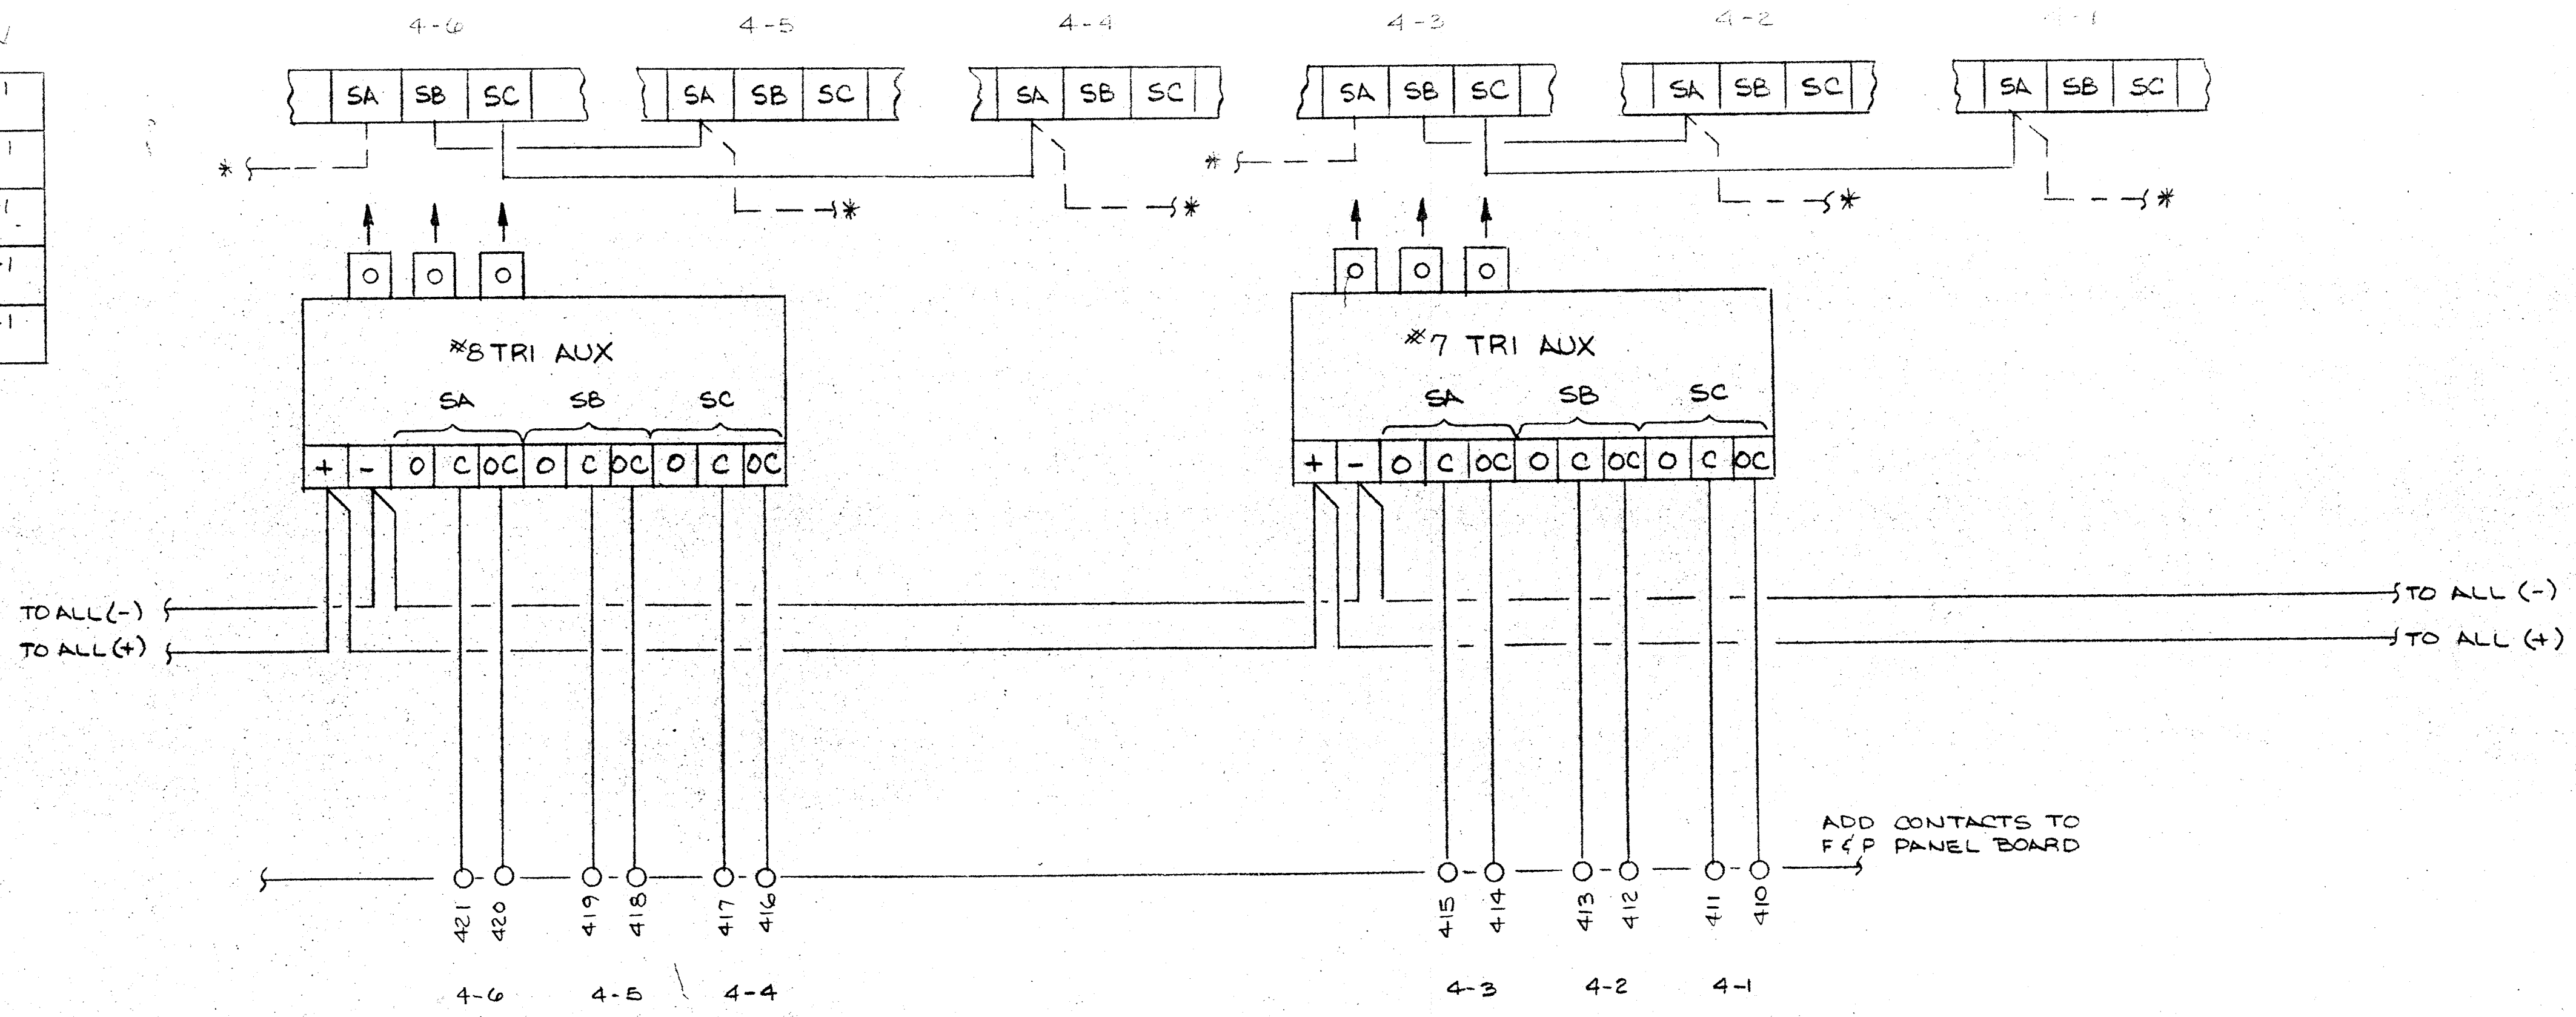 4-6 4-5 4-4 4-3 4-2 4-1
SA SB SC SA SB SC SA SB SC SA SB SC SA SB SC SA SB SC
* * * * * *
#8 TRI AUX
SA SB SC
+ - O C OC O C OC O C OC
#7 TRI AUX
SA SB SC
+ - O C OC O C OC O C OC
TO ALL (-)
TO ALL (+)
TO ALL (-)
TO ALL (+)
ADD CONTACTS TO
F & P PANEL BOARD
421 420 419 418 417 416 415 414 413 412 411 410
4-6 4-5 4-4 4-3 4-2 4-1